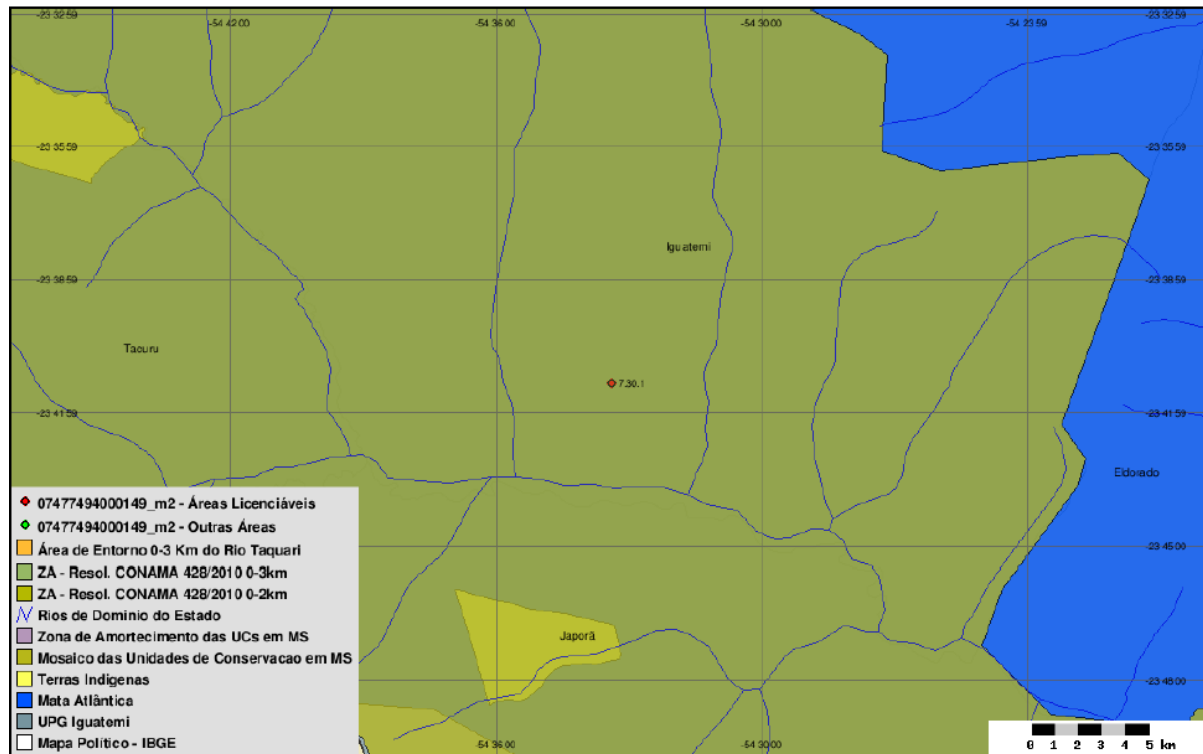 -23 32 59
-54 42 00
-54 36 00
-54 30 00
-54 23 59
-23 32 59
-23 35 59
-23 35 59
Iguatemi
-23 38 59
-23 38 59
Tacuru
7.30.1
-23 41 59
-23 41 59
Eldorado
07477494000149_m2 - Áreas Licenciáveis
07477494000149_m2 - Outras Áreas
Área de Entorno 0-3 Km do Rio Taquari
-23 45 00
-23 45 00
ZA - Resol. CONAMA 428/2010 0-3km
ZA - Resol. CONAMA 428/2010 0-2km
Rios de Dominio do Estado
Zona de Amortecimento das UCs em MS
Japorã
Mosaico das Unidades de Conservacao em MS
Terras Indigenas
-23 48 00
-23 48 00
Mata Atlântica
UPG Iguatemi
Mapa Político - IBGE
-54 36 00
-54 30 00
0 1 2 3 4 5 km